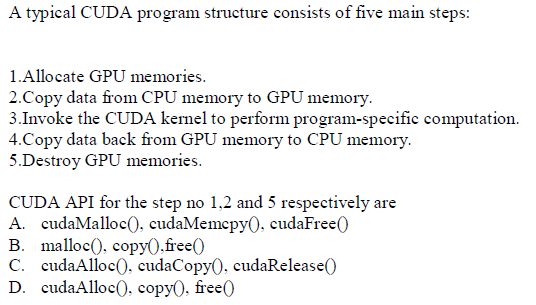 A typical CUDA program structure consists of five main steps:
1.Allocate GPU memories.
2.Copy data from CPU memory to GPU memory.
3.Invoke the CUDA kernel to perform program-specific computation.
4.Copy data back from GPU memory to CPU memory.
5.Destroy GPU memories.
CUDA API for the step no 1,2 and 5 respectively are
A. cudaMalloc(), cudaMemcpy(), cudaFree()
B. malloc(), copy(),free()
C. cudaAlloc(), cudaCopy(), cudaRelease()
D. cudaAlloc(), copy(), free()